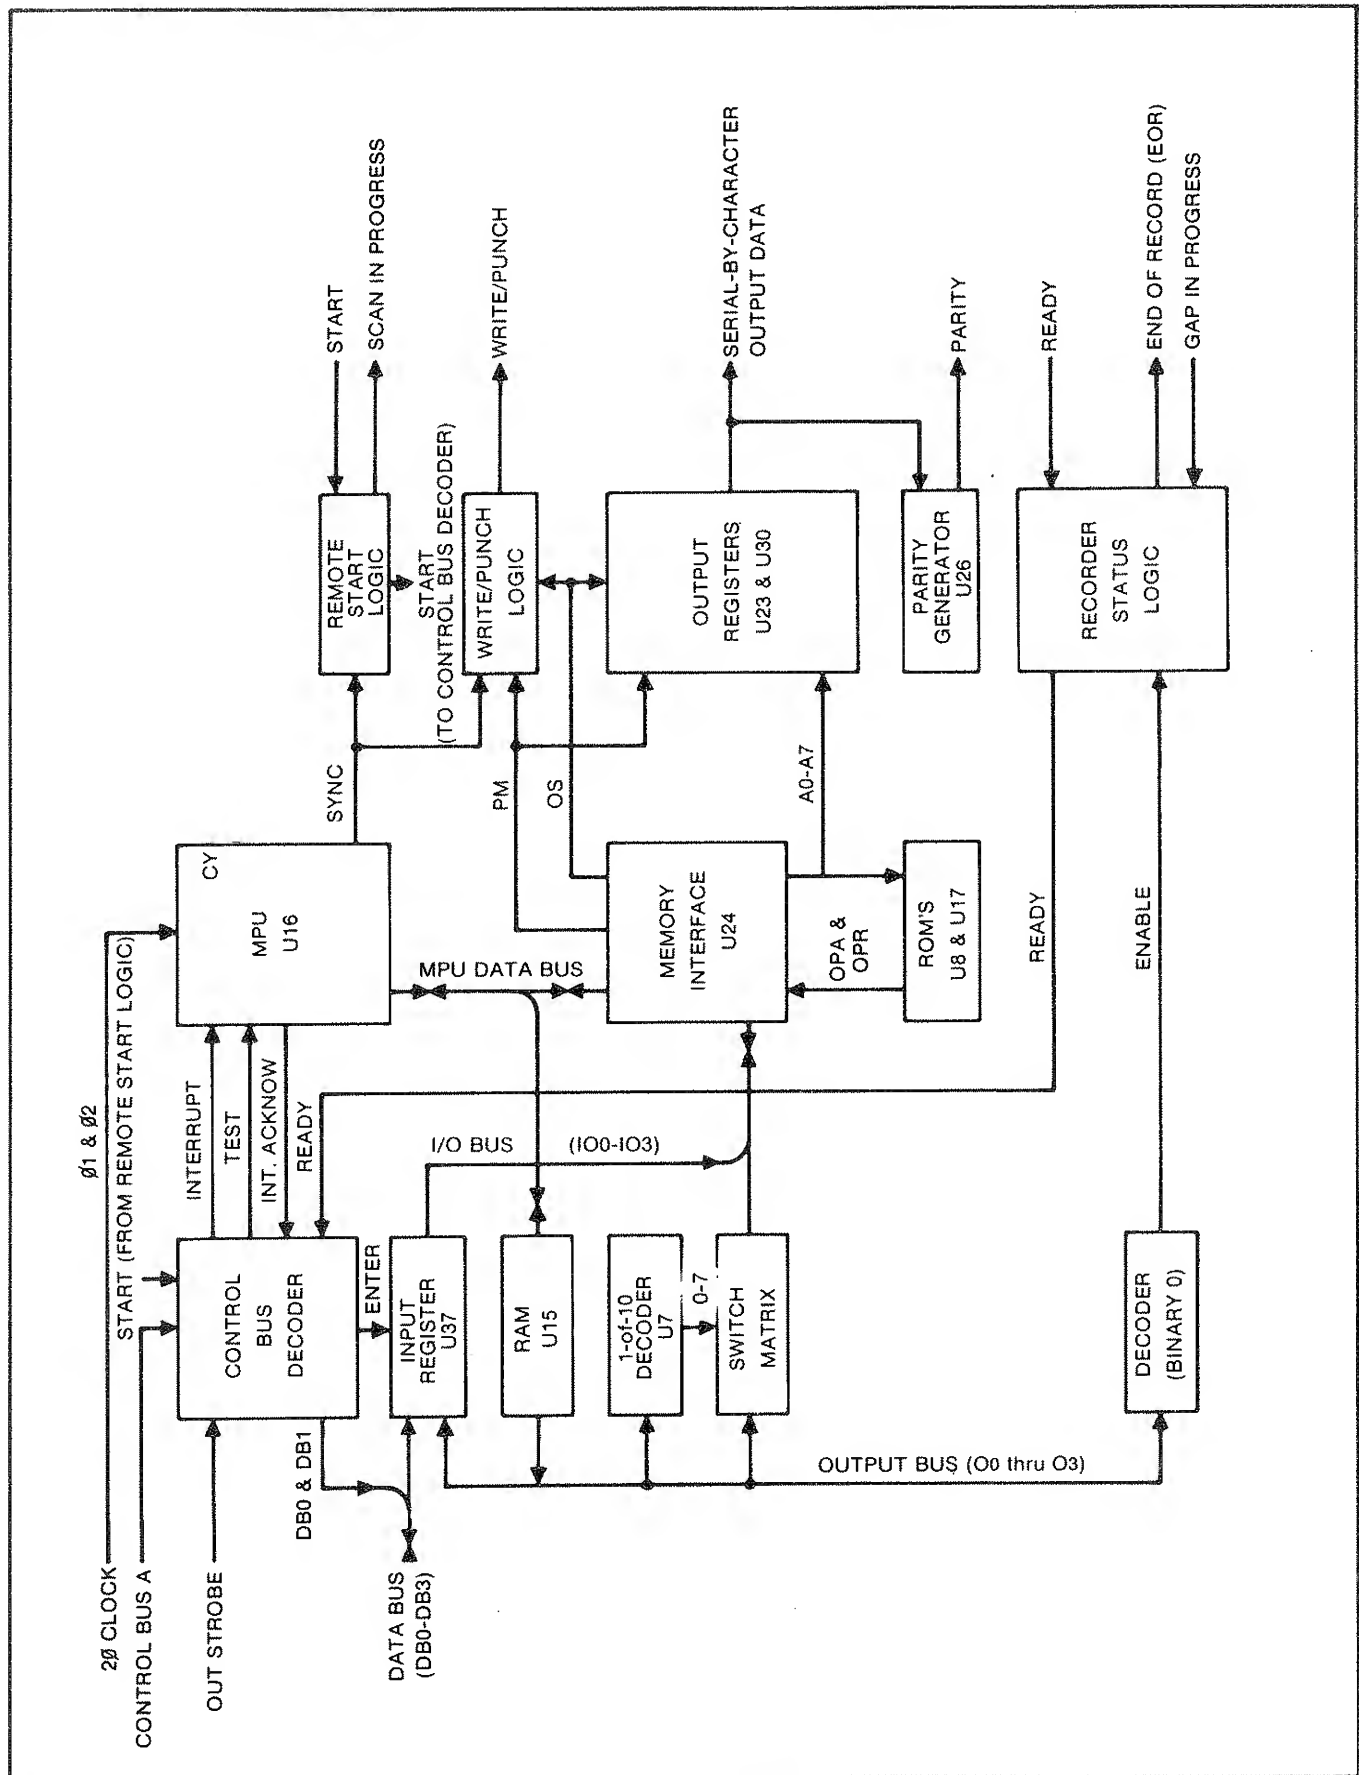 2Ø CLOCK
Ø1 & Ø2
CONTROL BUS A
START (FROM REMOTE START LOGIC)
OUT STROBE
CONTROL
BUS
DECODER
INTERRUPT
TEST
INT. ACKNOW
READY
MPU
U16
CY
SYNC
REMOTE
START
LOGIC
START
SCAN IN PROGRESS
START
(TO CONTROL BUS DECODER)
DB0 & DB1
DATA BUS
(DB0-DB3)
ENTER
INPUT
REGISTER
U37
I/O BUS
(IO0-IO3)
MPU DATA BUS
PM
OS
WRITE/PUNCH
LOGIC
WRITE/PUNCH
RAM
U15
1-of-10
DECODER
U7
0-7
SWITCH
MATRIX
MEMORY
INTERFACE
U24
A0-A7
OUTPUT
REGISTERS
U23 & U30
SERIAL-BY-CHARACTER
OUTPUT DATA
OPA &
OPR
ROM'S
U8 & U17
PARITY
GENERATOR
U26
PARITY
OUTPUT BUS (O0 thru O3)
READY
RECORDER
STATUS
LOGIC
READY
DECODER
(BINARY 0)
ENABLE
END OF RECORD (EOR)
GAP IN PROGRESS